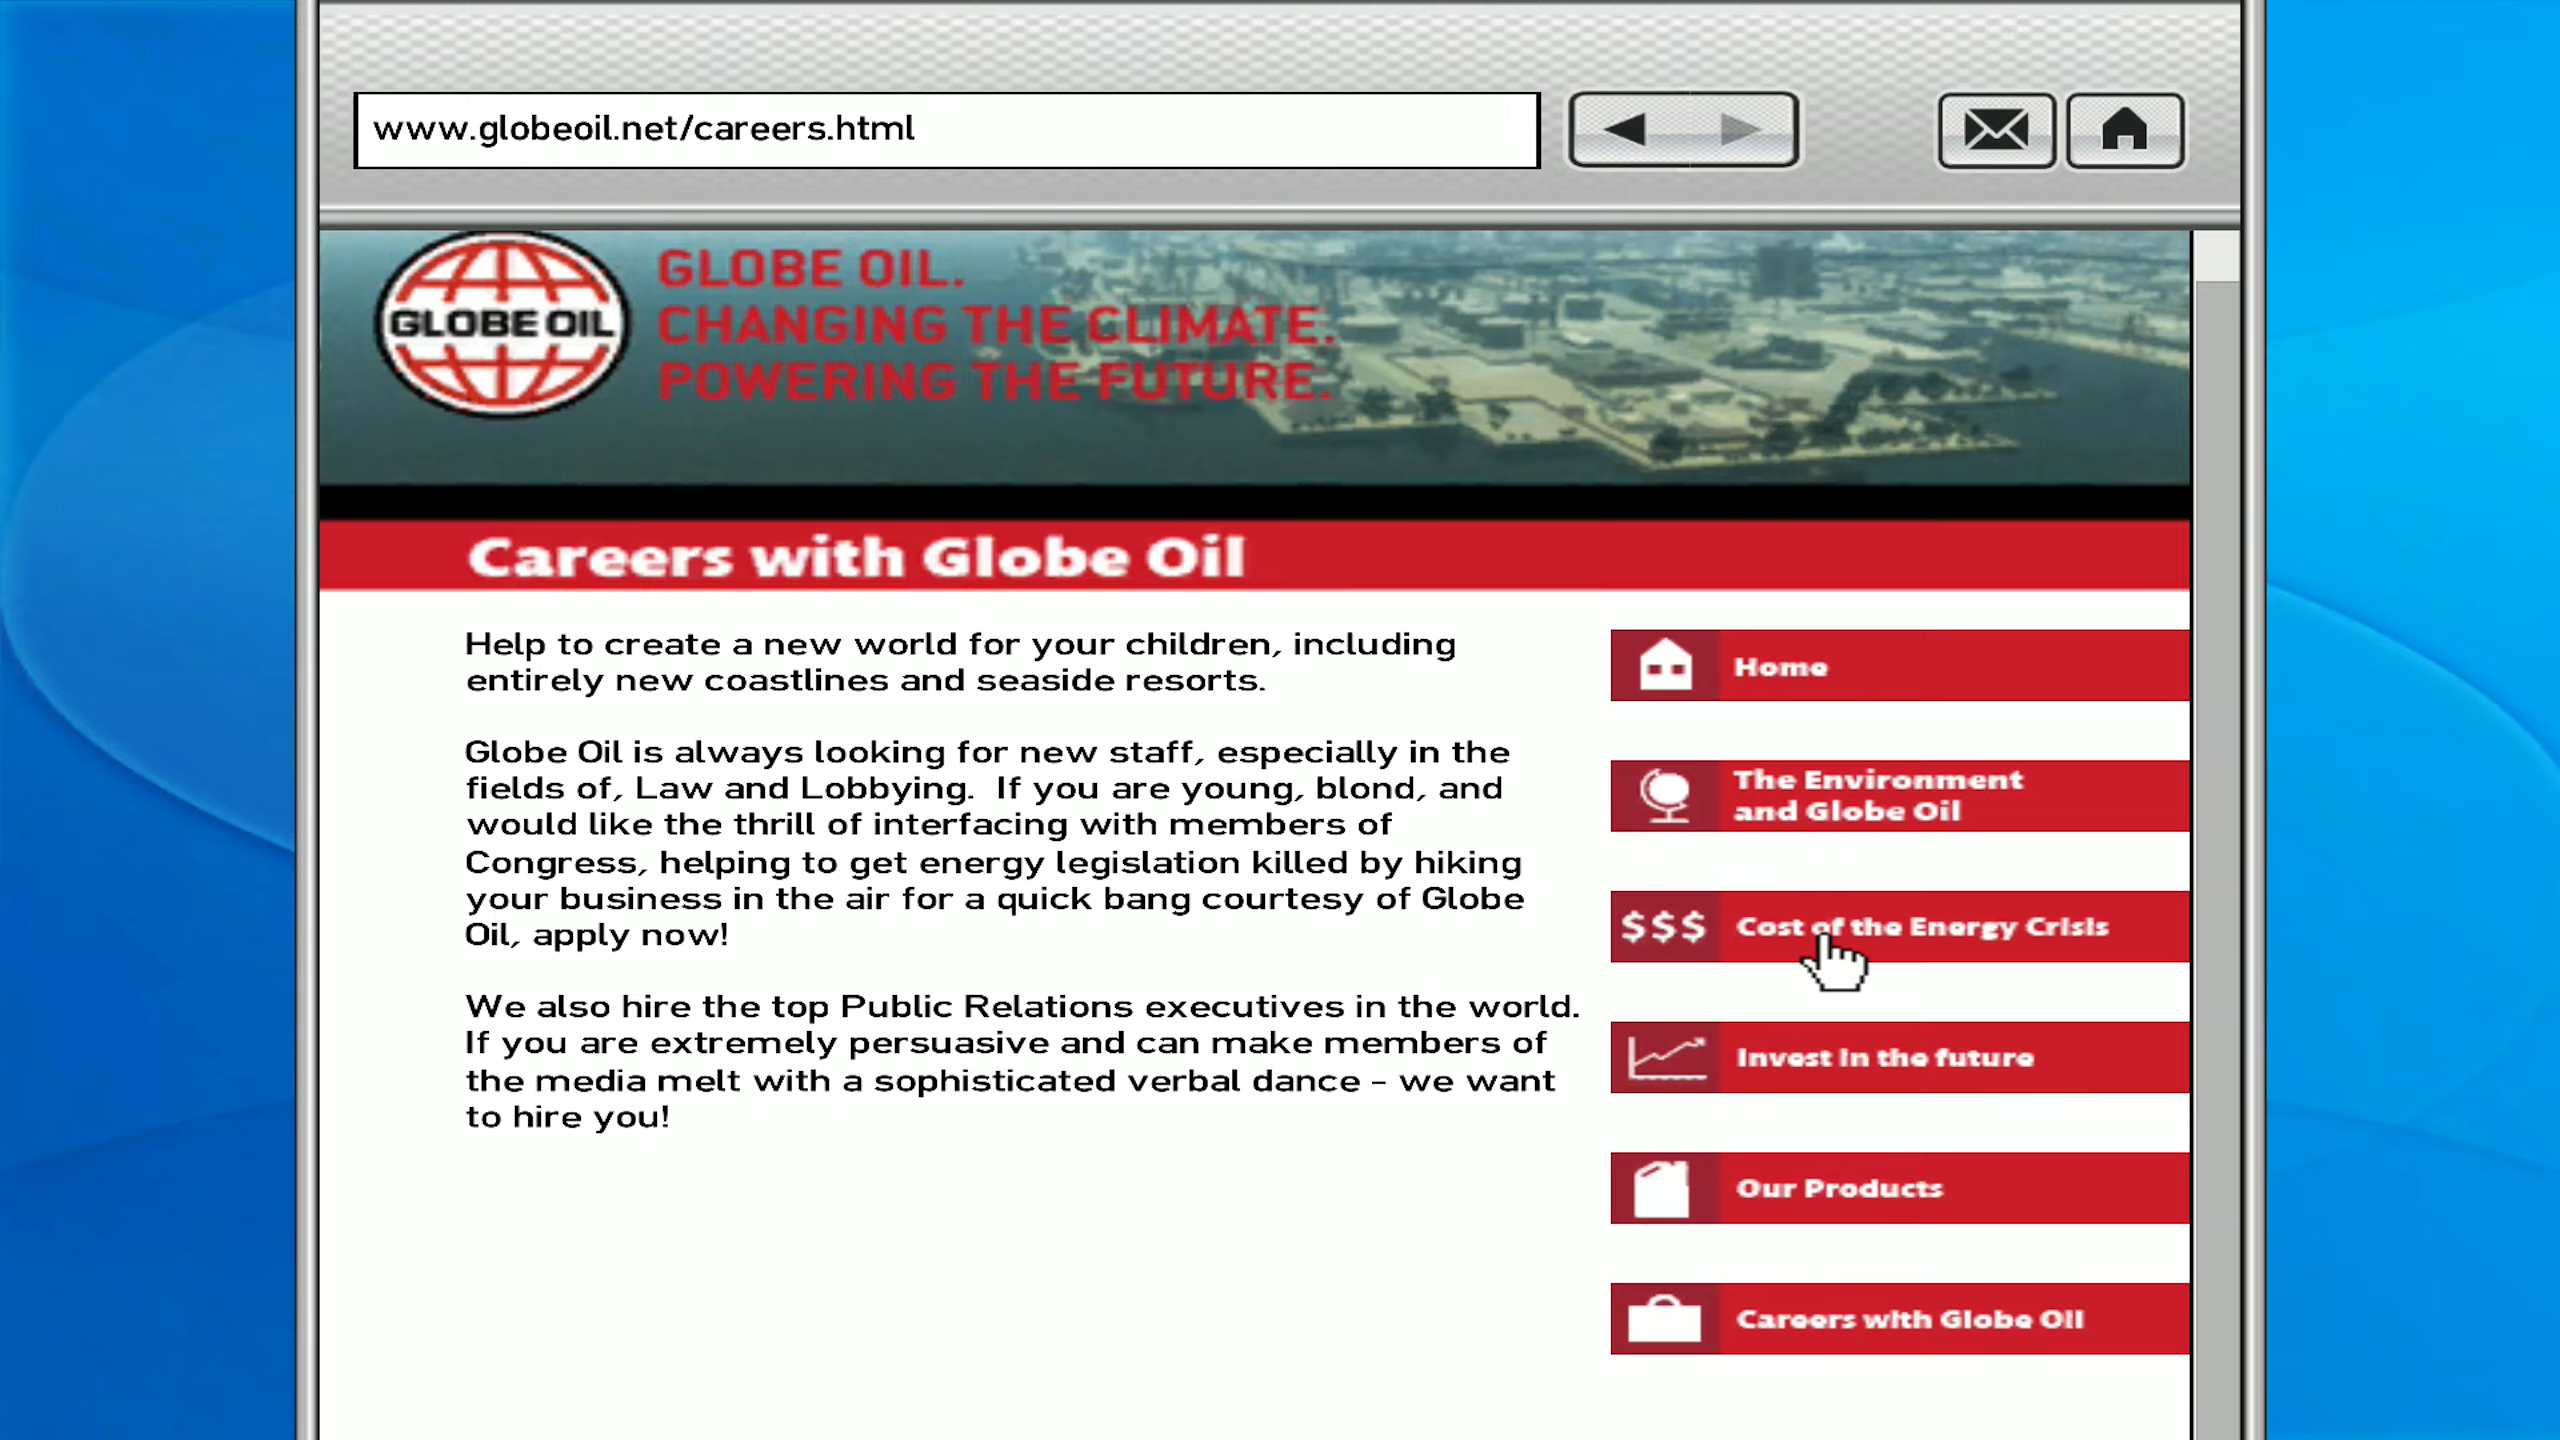 www.globeoil.net/careers.html
GLOBE OIL
GLOBE OIL.
CHANGING THE CLIMATE.
POWERING THE FUTURE.
Careers with Globe Oil
Help to create a new world for your children, including
entirely new coastlines and seaside resorts.
Globe Oil is always looking for new staff, especially in the
fields of, Law and Lobbying.  If you are young, blond, and
would like the thrill of interfacing with members of
Congress, helping to get energy legislation killed by hiking
your business in the air for a quick bang courtesy of Globe
Oil, apply now!
We also hire the top Public Relations executives in the world.
If you are extremely persuasive and can make members of
the media melt with a sophisticated verbal dance - we want
to hire you!
Home
The Environment
and Globe Oil
$$$ Cost of the Energy Crisis
Invest in the future
Our Products
Careers with Globe Oil